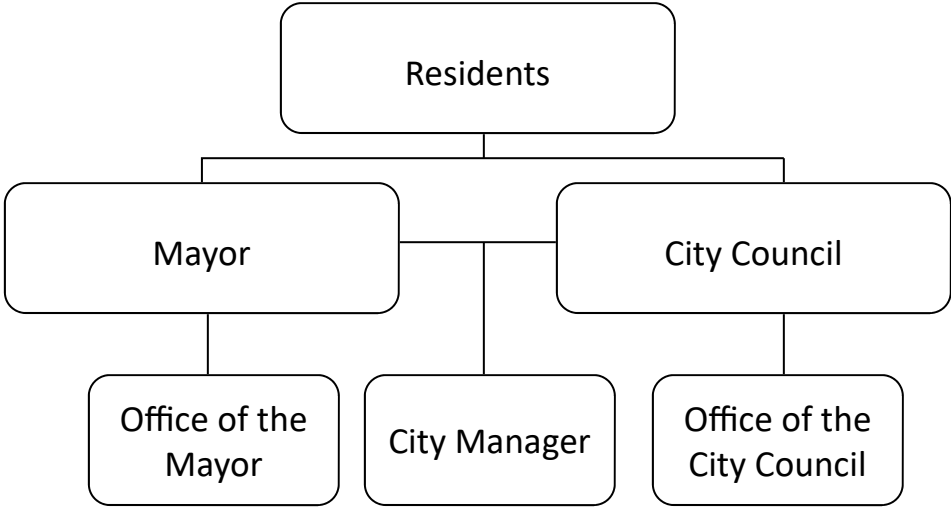 Residents
Mayor
City Council
Office of the
Mayor
City Manager
Office of the
City Council